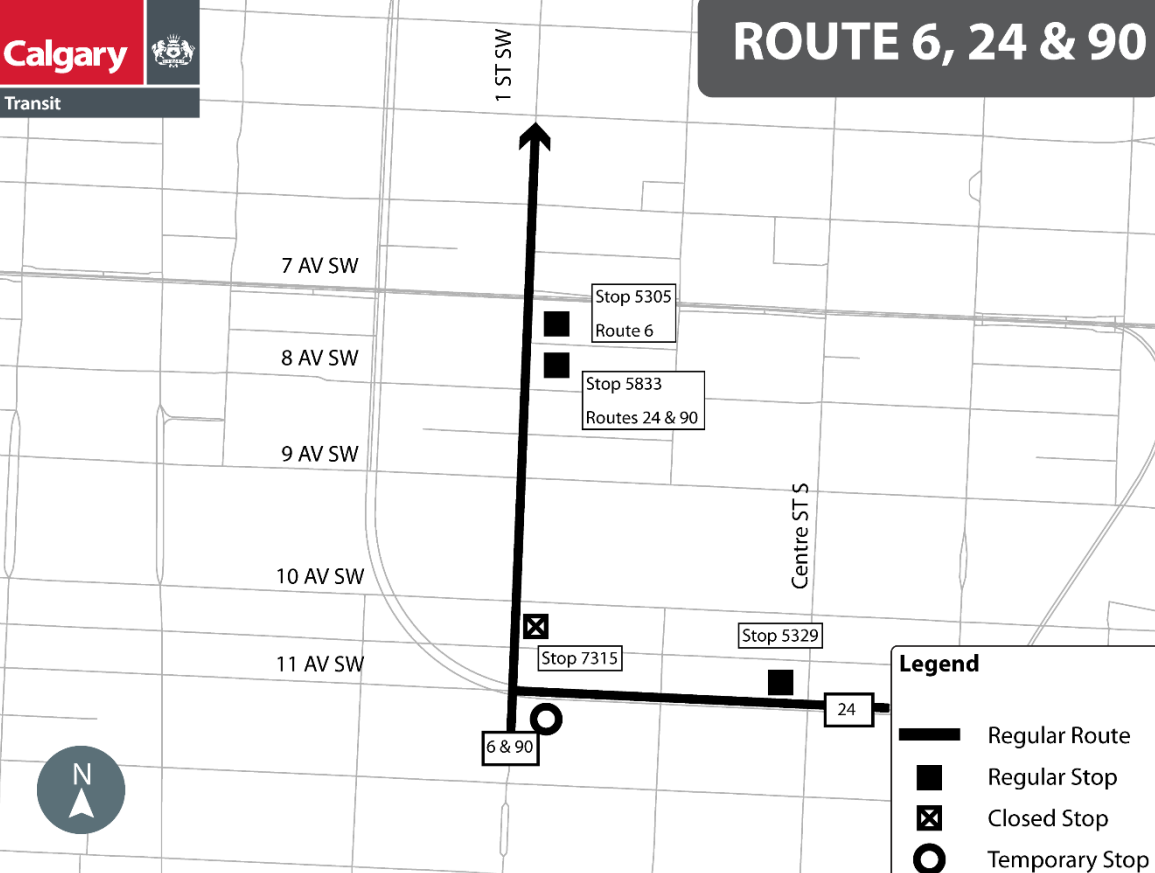 Calgary
Transit
ROUTE 6, 24 & 90
1 ST SW
7 AV SW
Stop 5305
Route 6
8 AV SW
Stop 5833
Routes 24 & 90
9 AV SW
Centre ST S
10 AV SW
Stop 5329
Stop 7315
11 AV SW
24
6 & 90
N
Legend
Regular Route
Regular Stop
Closed Stop
Temporary Stop